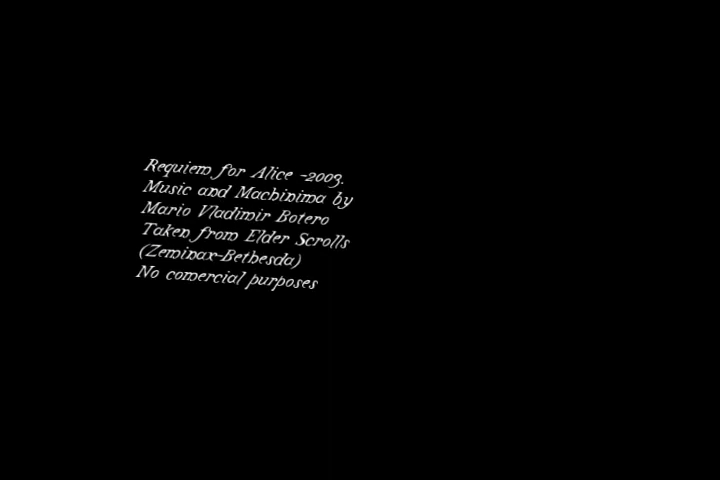 Requiem for Alice -2003.
Music and Machinima by
Mario Vladimir Botero
Taken from Elder Scrolls
(Zeminax-Bethesda)
No comercial purposes